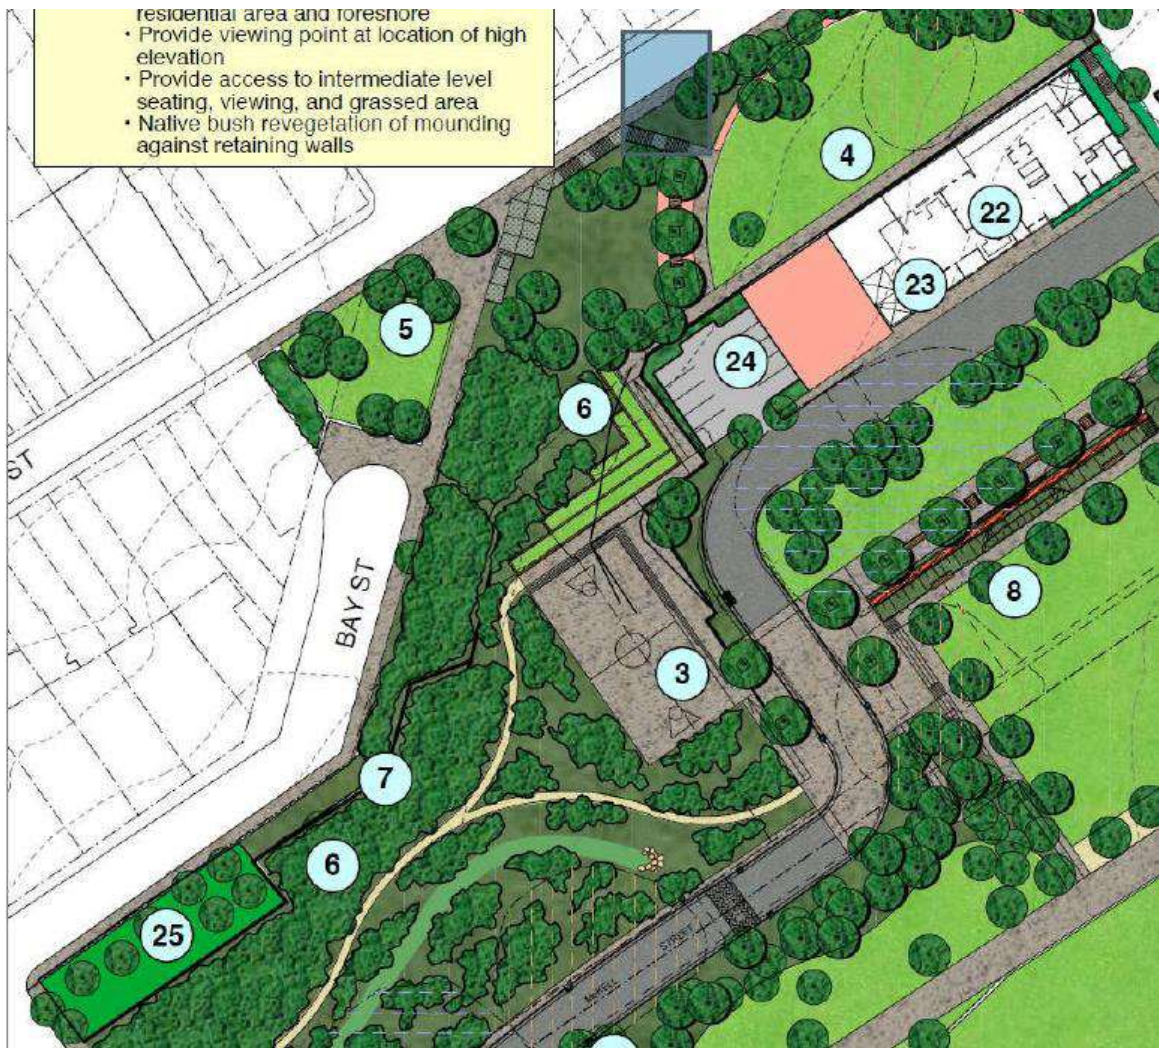 residential area and foreshore
• Provide viewing point at location of high
elevation
• Provide access to intermediate level
seating, viewing, and grassed area
• Native bush revegetation of mounding
against retaining walls
4
22
23
5
24
6
ST
BAY ST
8
3
7
6
25
STREET